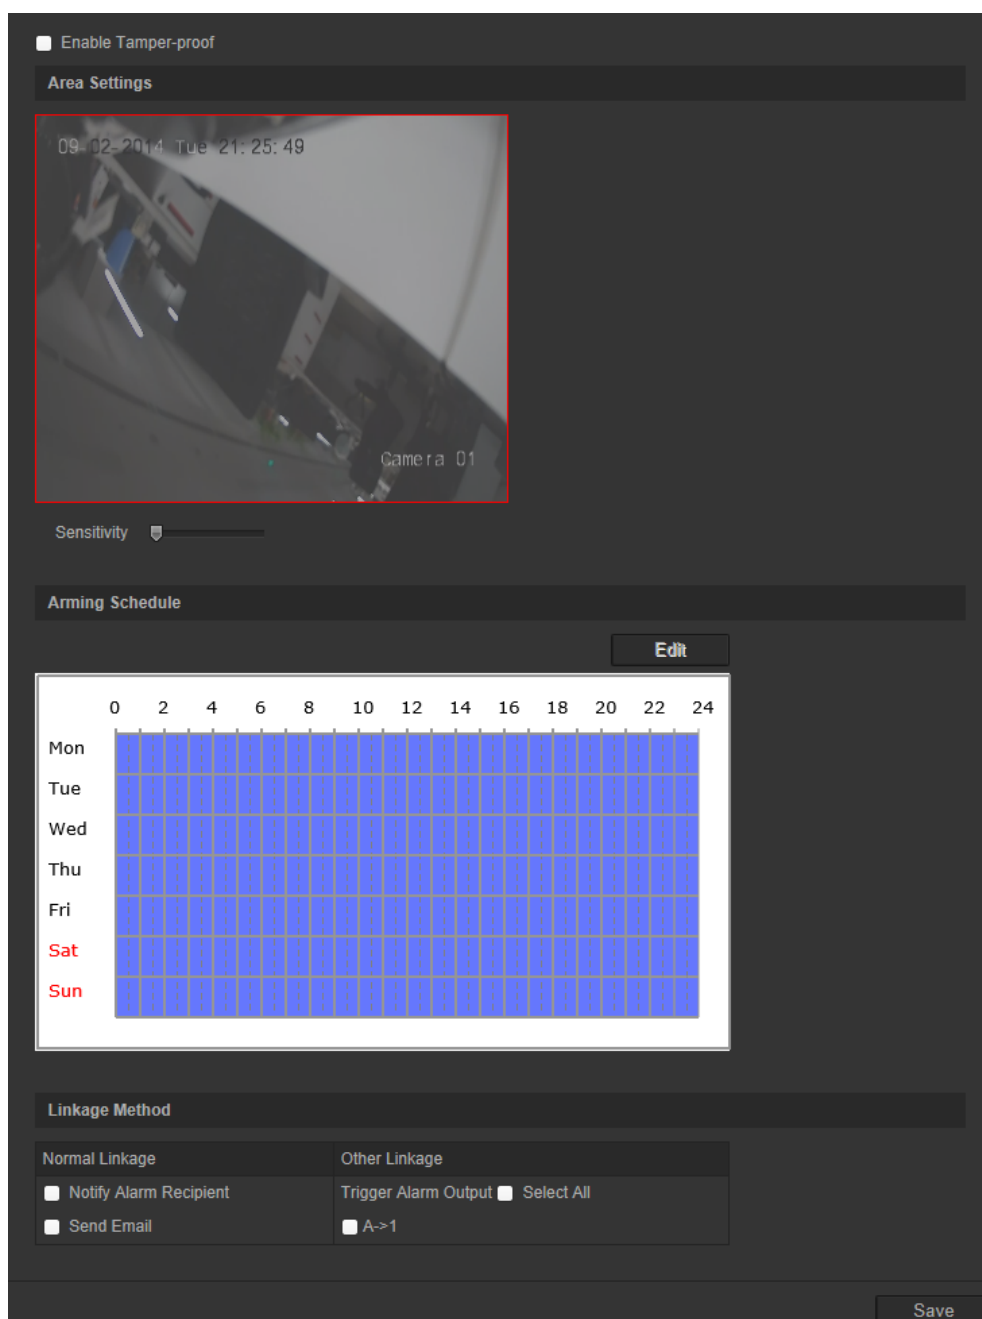 Enable Tamper-proof
Area Settings
09-02-2014 Tue 21:25:49
Camera 01
Sensitivity
Arming Schedule
Edit
0 2 4 6 8 10 12 14 16 18 20 22 24
Mon
Tue
Wed
Thu
Fri
Sat
Sun
Linkage Method
Normal Linkage Other Linkage
Notify Alarm Recipient Trigger Alarm Output Select All
Send Email A->1
Save